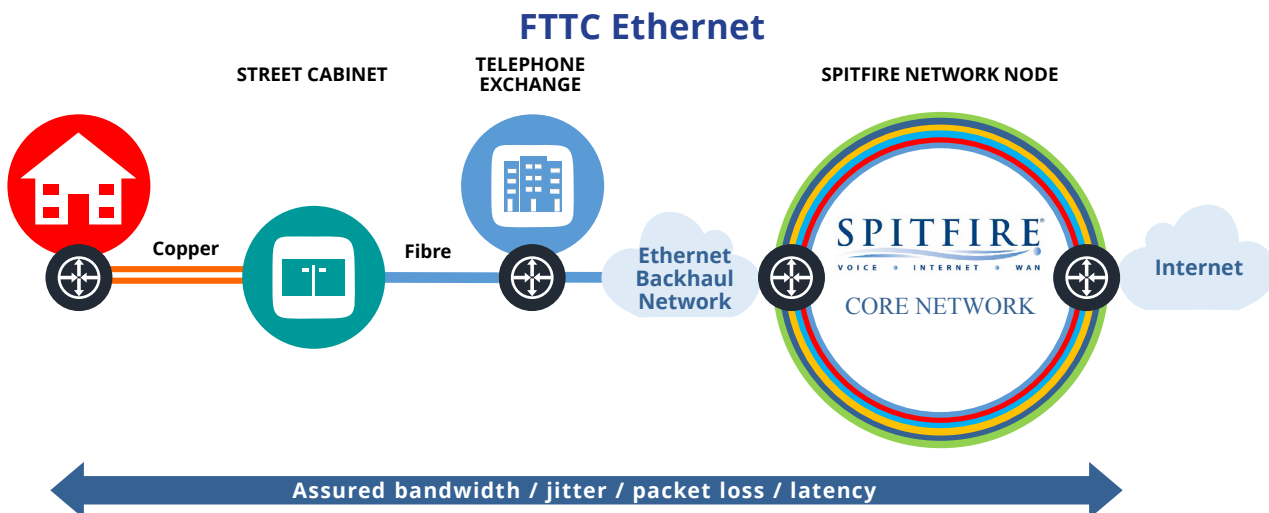 FTTC Ethernet
STREET CABINET
TELEPHONE
EXCHANGE
SPITFIRE NETWORK NODE
Copper
Fibre
Ethernet
Backhaul
Network
SPITFIRE®
VOICE INTERNET WAN
CORE NETWORK
Internet
Assured bandwidth / jitter / packet loss / latency